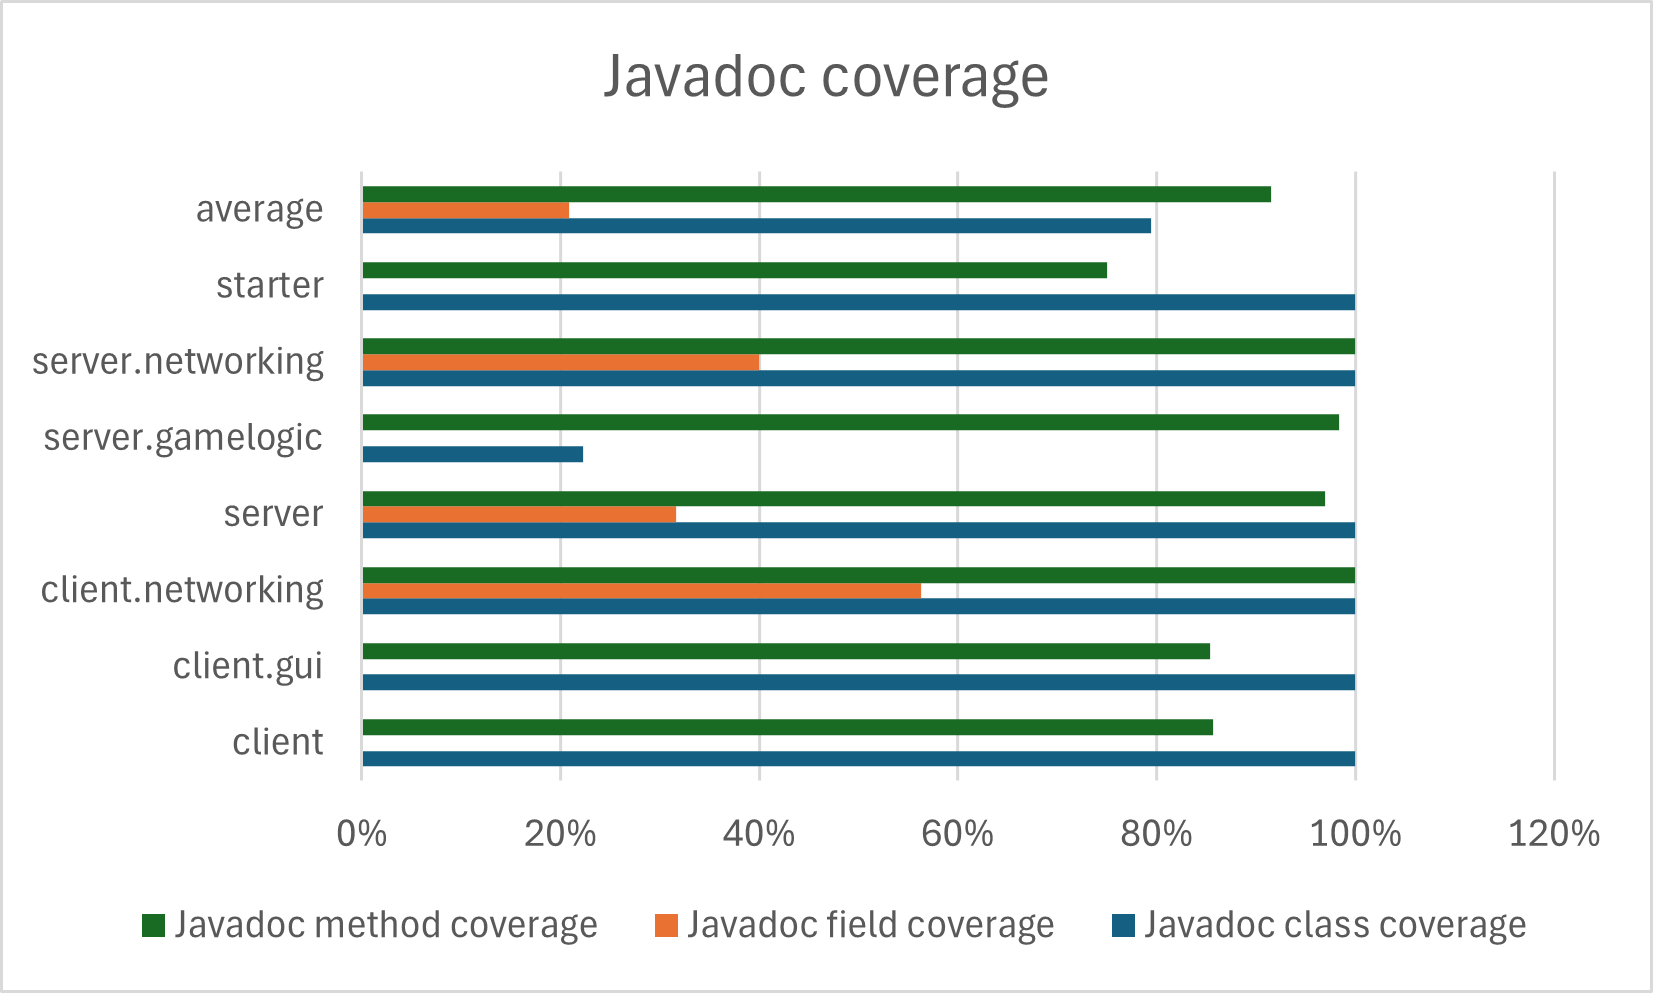 Javadoc coverage
average
starter
server.networking
server.gamelogic
server
client.networking
client.gui
client
0% 20% 40% 60% 80% 100% 120%
Javadoc method coverage Javadoc field coverage Javadoc class coverage